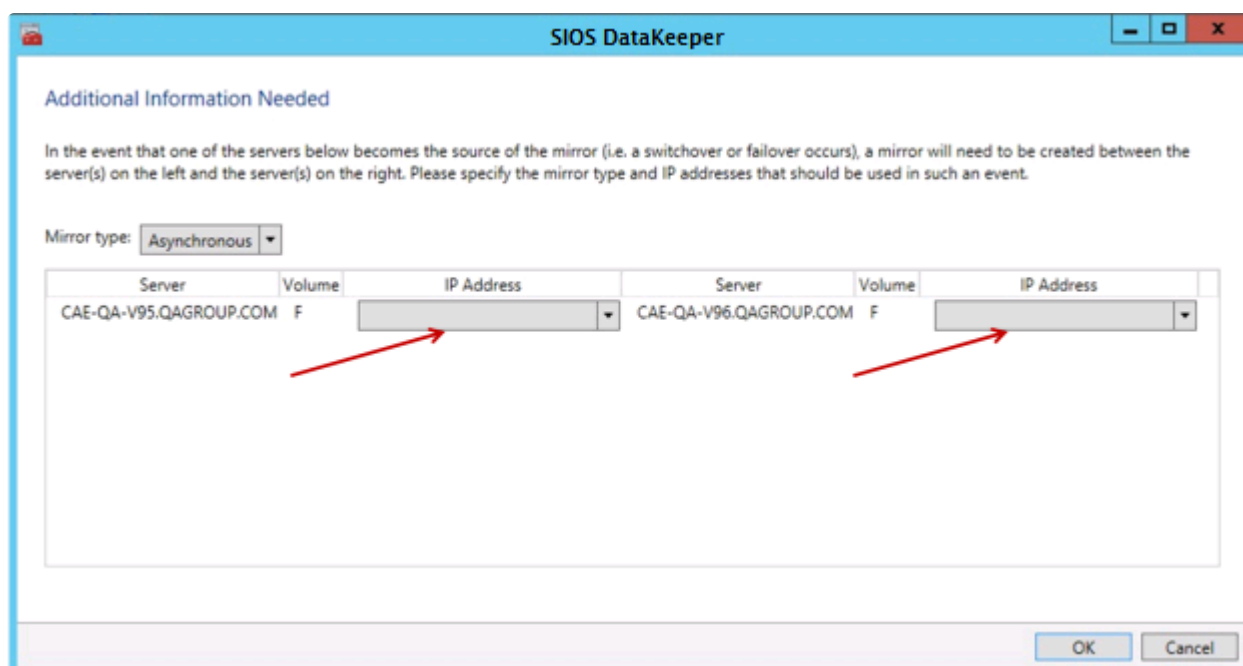 SIOS DataKeeper
Additional Information Needed
In the event that one of the servers below becomes the source of the mirror (i.e. a switchover or failover occurs), a mirror will need to be created between the
server(s) on the left and the server(s) on the right. Please specify the mirror type and IP addresses that should be used in such an event.
Mirror type: Asynchronous
Server Volume IP Address Server Volume IP Address
CAE-QA-V95.QAGROUP.COM F CAE-QA-V96.QAGROUP.COM F
OK Cancel